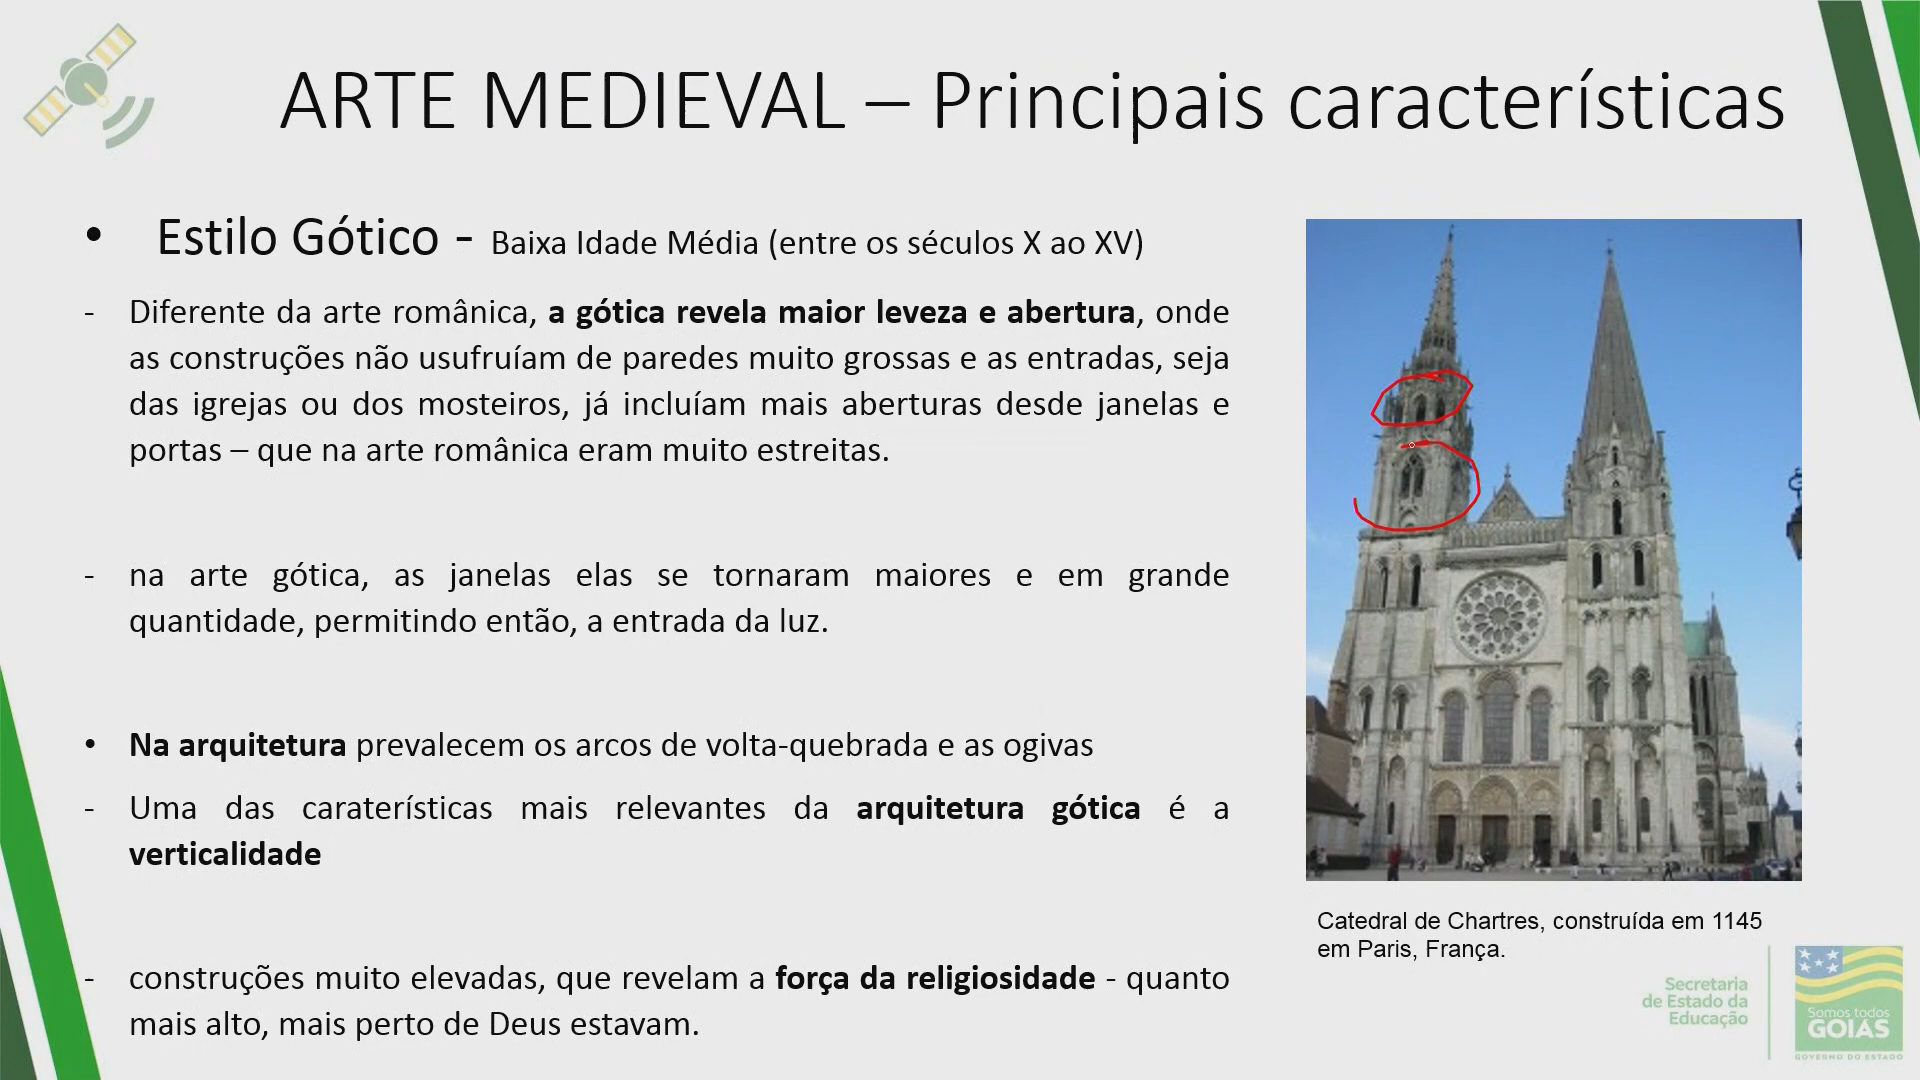 ARTE MEDIEVAL – Principais características
• Estilo Gótico - Baixa Idade Média (entre os séculos X ao XV)
- Diferente da arte românica, a gótica revela maior leveza e abertura, onde
as construções não usufruíam de paredes muito grossas e as entradas, seja
das igrejas ou dos mosteiros, já incluíam mais aberturas desde janelas e
portas – que na arte românica eram muito estreitas.
- na arte gótica, as janelas elas se tornaram maiores e em grande
quantidade, permitindo então, a entrada da luz.
• Na arquitetura prevalecem os arcos de volta-quebrada e as ogivas
- Uma das caraterísticas mais relevantes da arquitetura gótica é a
verticalidade
- construções muito elevadas, que revelam a força da religiosidade - quanto
mais alto, mais perto de Deus estavam.
Catedral de Chartres, construída em 1145
em Paris, França.
Secretaria
de Estado da
Educação
Somos todos
GOIÁS
GOVERNO DO ESTADO